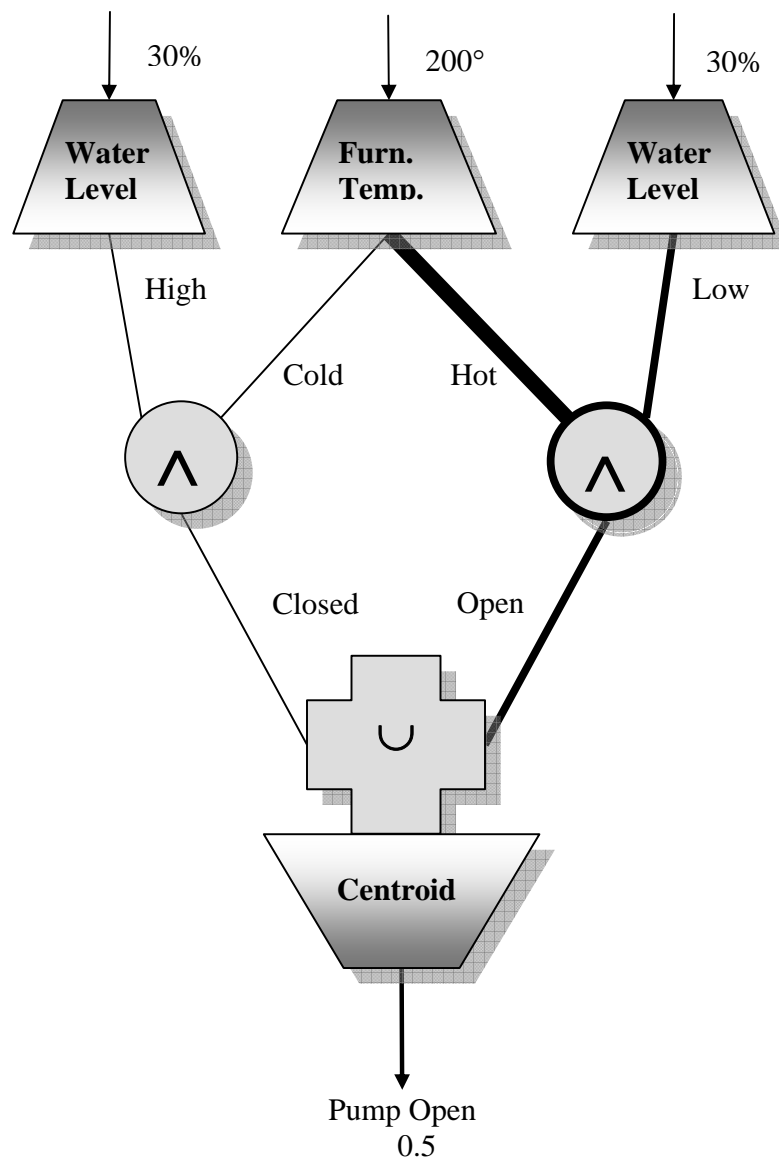 30%
200°
30%
Water
Level
Furn.
Temp.
Water
Level
High
Low
Cold
Hot
∧
∧
Closed
Open
∪
Centroid
Pump Open
0.5